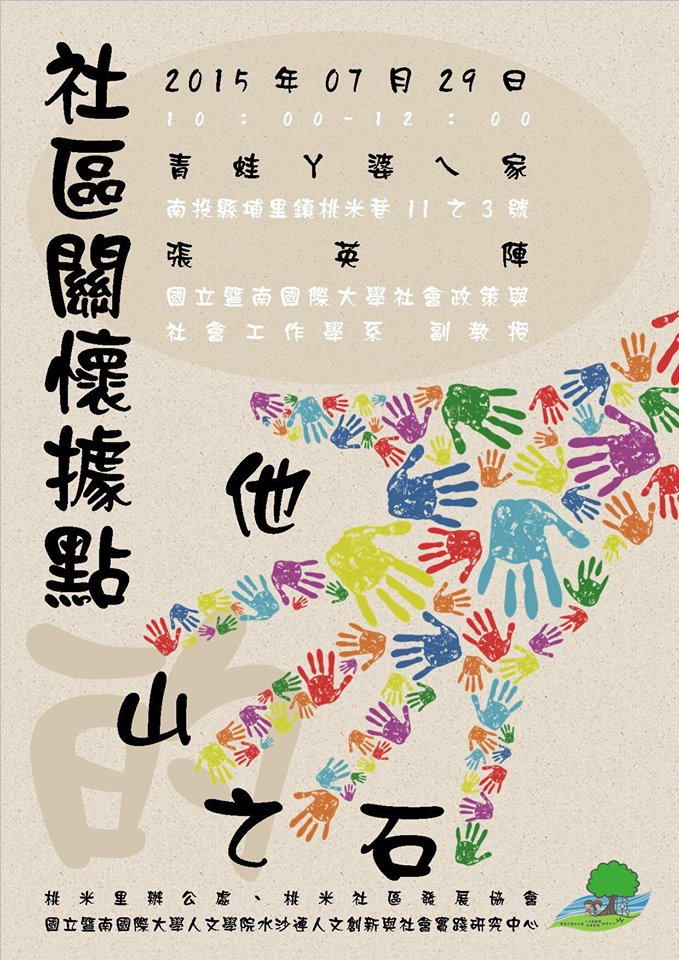 社區關懷據點
的
他
山
之
石
2015年07月29日
10:00-12:00
青蛙ㄚ婆ㄟ家
南投縣埔里鎮桃米巷11之3號
張英陣
國立暨南國際大學社會政策與
社會工作學系 副教授
桃米里辦公處、桃米社區發展協會
國立暨南國際大學人文學院水沙連人文創新與社會實踐研究中心